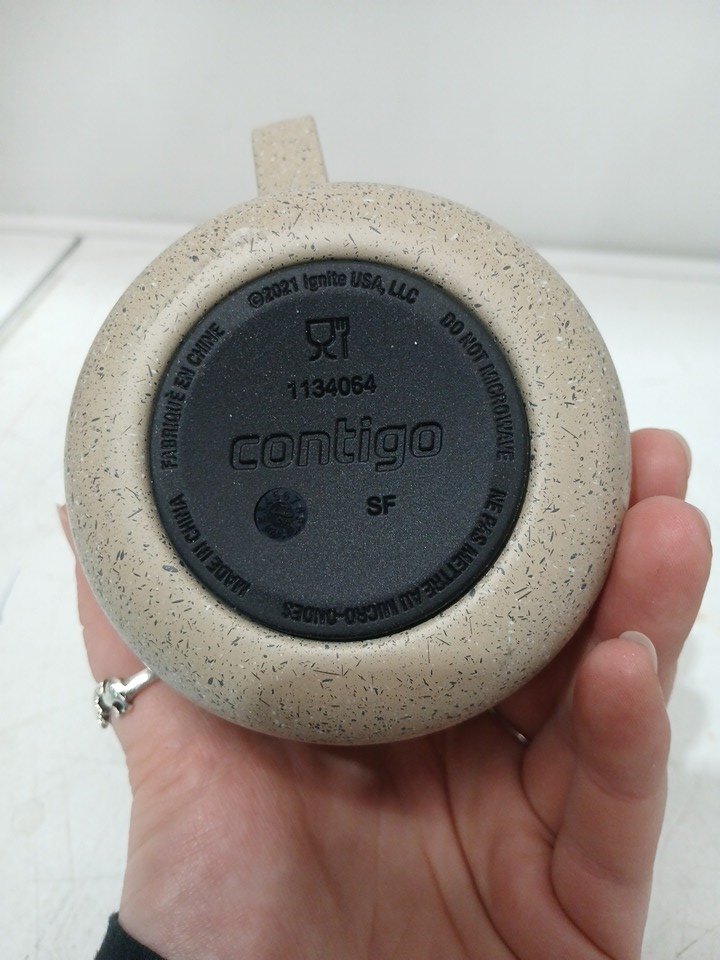 ©2021 Ignite USA, LLC
DO NOT MICROWAVE
NE PAS METTRE AU MICRO-ONDES
MADE IN CHINA
FABRIQUÉ EN CHINE
1134064
contigo
SF